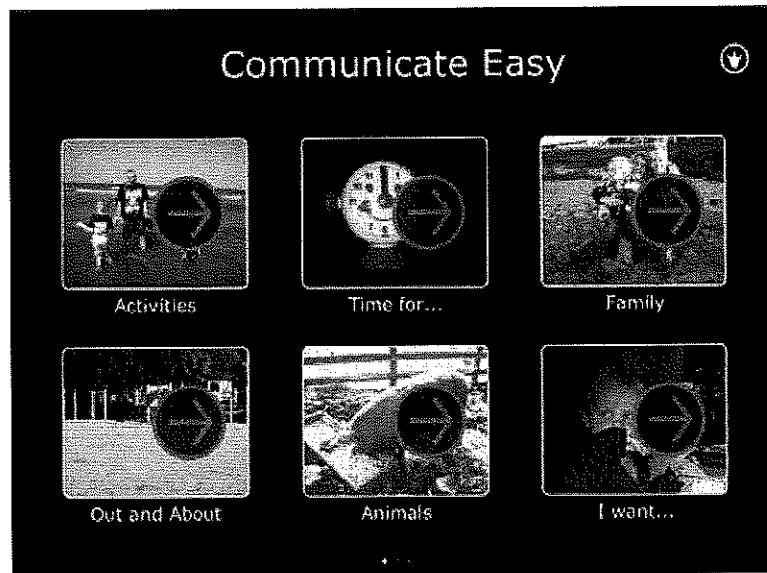 Communicate Easy
Activities
Time for...
Family
Out and About
Animals
I want...